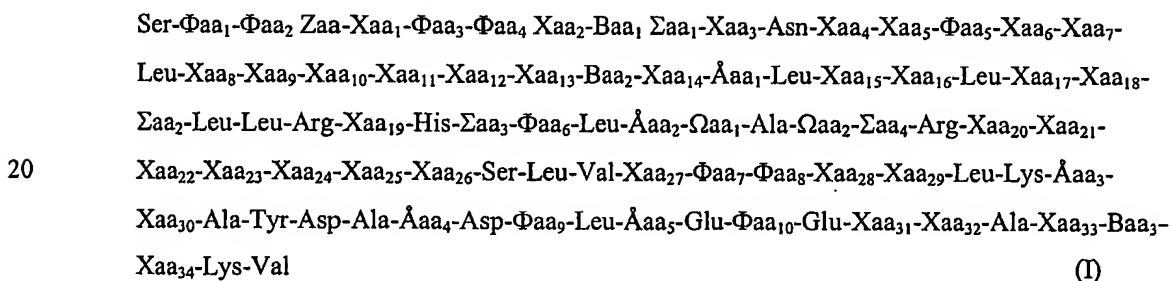 Ser-Φaa₁-Φaa₂ Zaa-Xaa₁-Φaa₃-Φaa₄ Xaa₂-Baa₁ Σaa₁-Xaa₃-Asn-Xaa₄-Xaa₅-Φaa₅-Xaa₆-Xaa₇-
Leu-Xaa₈-Xaa₉-Xaa₁₀-Xaa₁₁-Xaa₁₂-Xaa₁₃-Baa₂-Xaa₁₄-Åaa₁-Leu-Xaa₁₅-Xaa₁₆-Leu-Xaa₁₇-Xaa₁₈-
Σaa₂-Leu-Leu-Arg-Xaa₁₉-His-Σaa₃-Φaa₆-Leu-Åaa₂-Ωaa₁-Ala-Ωaa₂-Σaa₄-Arg-Xaa₂₀-Xaa₂₁-
20 Xaa₂₂-Xaa₂₃-Xaa₂₄-Xaa₂₅-Xaa₂₆-Ser-Leu-Val-Xaa₂₇-Φaa₇-Φaa₈-Xaa₂₈-Xaa₂₉-Leu-Lys-Åaa₃-
Xaa₃₀-Ala-Tyr-Asp-Ala-Åaa₄-Asp-Φaa₉-Leu-Åaa₅-Glu-Φaa₁₀-Glu-Xaa₃₁-Xaa₃₂-Ala-Xaa₃₃-Baa₃-
Xaa₃₄-Lys-Val (I)